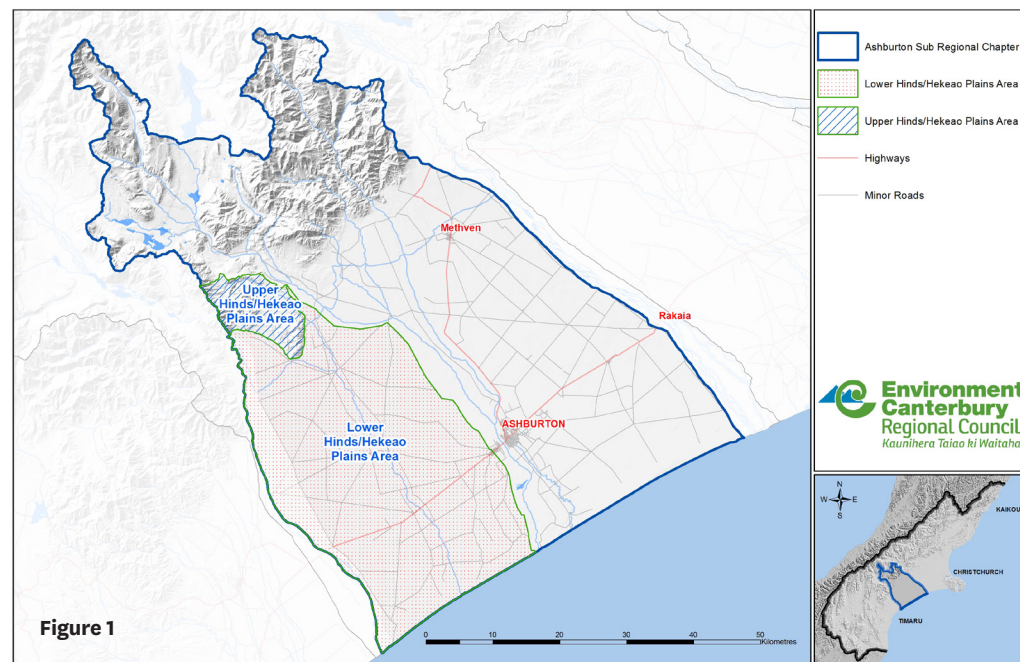 Methven
Rakaia
ASHBURTON
Upper
Hinds/Hekeao
Plains Area
Lower
Hinds/Hekeao
Plains Area
Figure 1
0 10 20 30 40 50
Kilometres
Ashburton Sub Regional Chapter
Lower Hinds/Hekeao Plains Area
Upper Hinds/Hekeao Plains Area
Highways
Minor Roads
Environment
Canterbury
Regional Council
Kaunihera Taiao ki Waitaha
N
W E
S
KAIKOU
CHRISTCHURCH
TIMARU